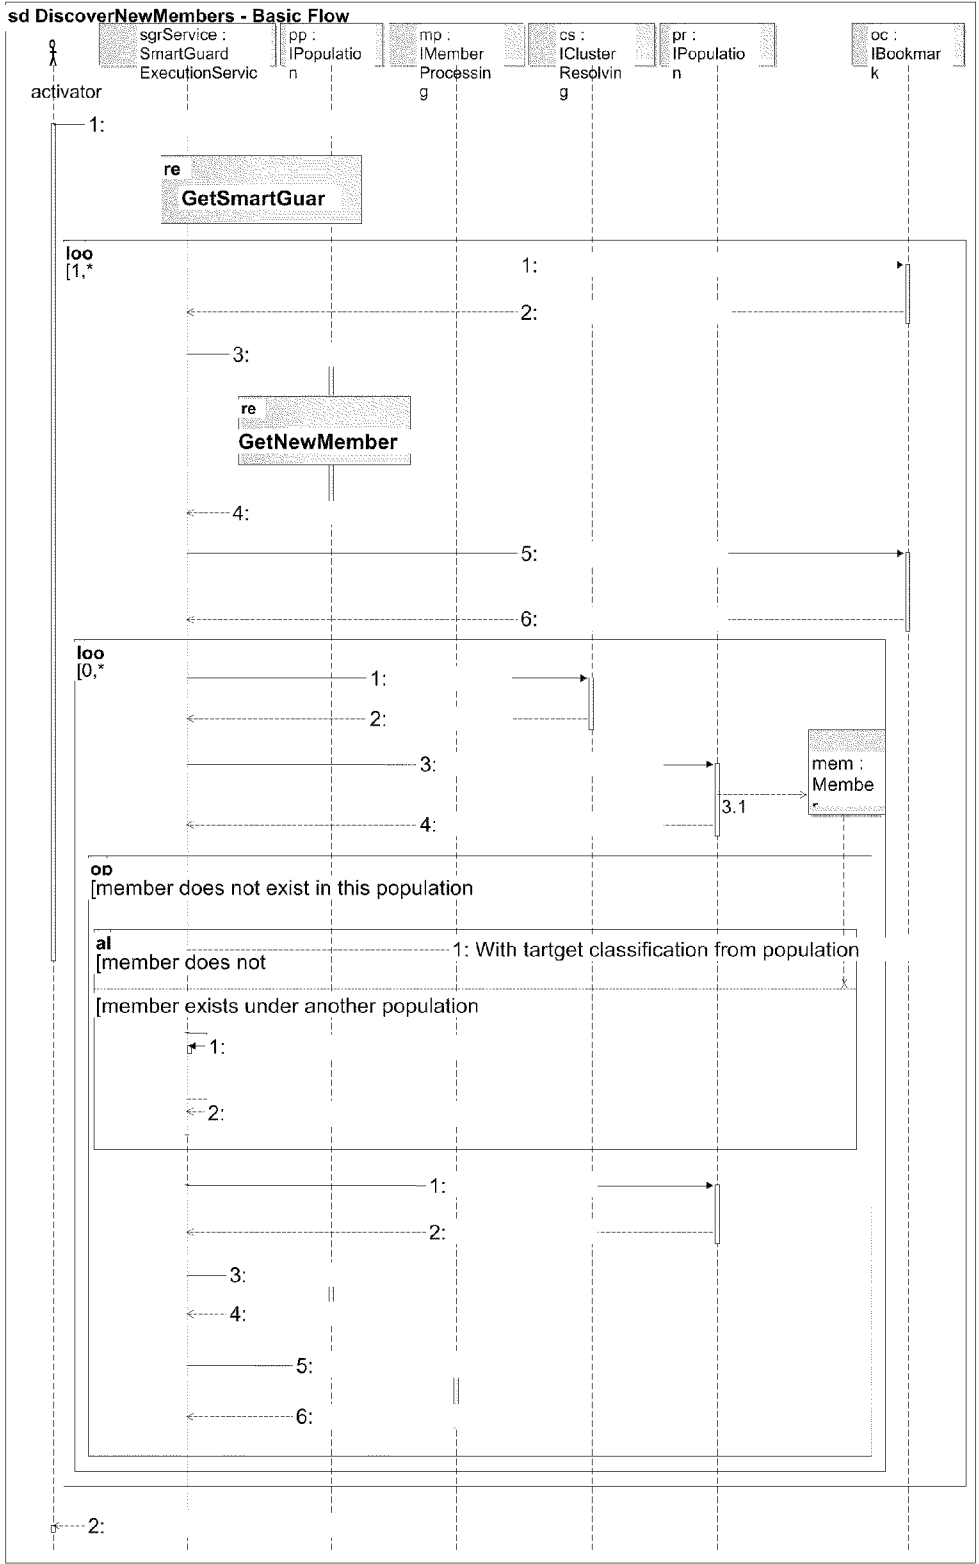 sd DiscoverNewMembers - Basic Flow
activator
sgrService :
SmartGuard
ExecutionServic
pp :
IPopulatio
n
mp :
IMember
Processin
g
cs :
ICluster
Resolvin
g
pr :
IPopulatio
n
oc :
IBookmar
k
1:
re
GetSmartGuar
loo
[1,*
1:
2:
3:
re
GetNewMember
4:
5:
6:
loo
[0,*
1:
2:
3:
mem :
Membe
r
3.1
4:
op
[member does not exist in this population
al
1: With tartget classification from population
[member does not
[member exists under another population
1:
2:
1:
2:
3:
4:
5:
6:
2: